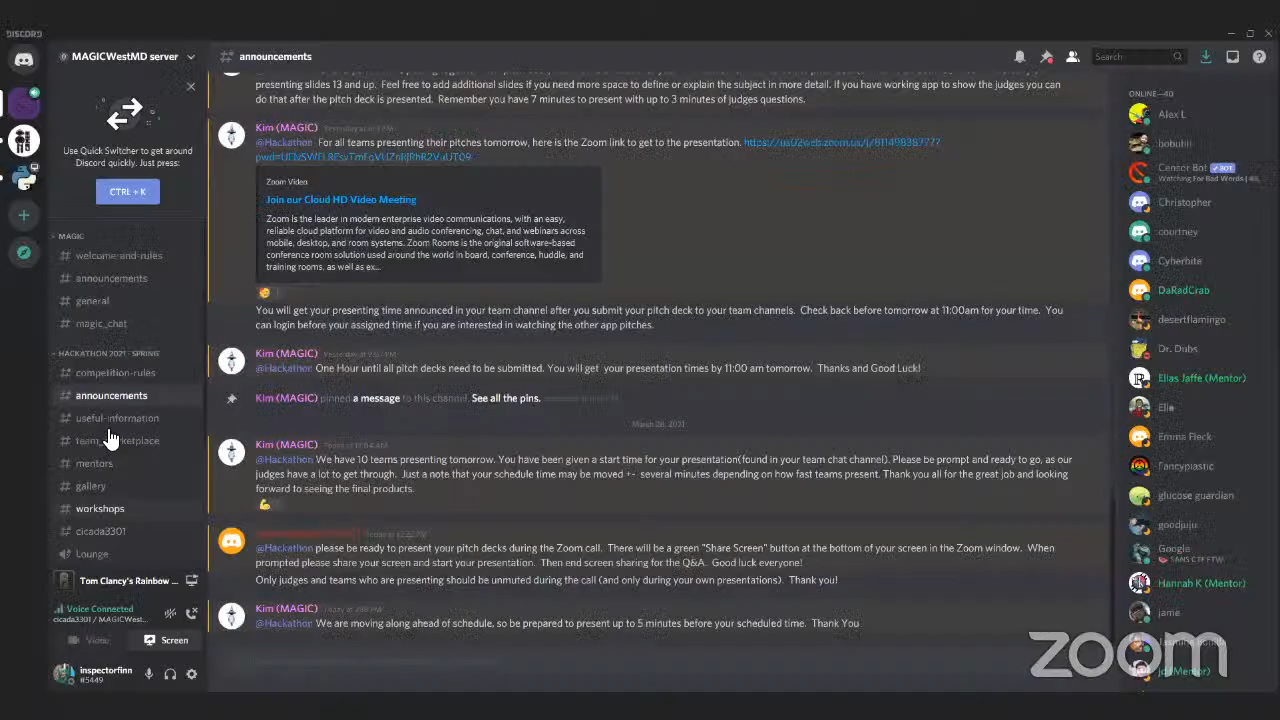 DISCORD
MAGICWestMD server
announcements
Search
presenting slides 13 and up. Feel free to add additional slides if you need more space to define or explain the subject in more detail. If you have working app to show the judges you can
do that after the pitch deck is presented. Remember you have 7 minutes to present with up to 3 minutes of judges questions.
Use Quick Switcher to get around
Discord quickly. Just press:
CTRL + K
Kim (MAGIC)
@Hackathon For all teams presenting their pitches tomorrow, here is the Zoom link to get to the presentation.
Zoom Video
Join our Cloud HD Video Meeting
Zoom is the leader in modern enterprise video communications, with an easy,
reliable cloud platform for video and audio conferencing, chat, and webinars across
mobile, desktop, and room systems. Zoom Rooms is the original software-based
conference room solution used around the world in board, conference, huddle, and
training rooms, as well as ex...
You will get your presenting time announced in your team channel after you submit your pitch deck to your team channels. Check back before tomorrow at 11:00am for your time. You
can login before your assigned time if you are interested in watching the other app pitches.
Kim (MAGIC)
@Hackathon One Hour until all pitch decks need to be submitted. You will get your presentation times by 11:00 am tomorrow. Thanks and Good Luck!
Kim (MAGIC) pinned a message to this channel. See all the pins.
March 28, 2021
Kim (MAGIC)
@Hackathon We have 10 teams presenting tomorrow. You have been given a start time for your presentation(found in your team chat channel). Please be prompt and ready to go, as our
judges have a lot to get through. Just a note that your schedule time may be moved +- several minutes depending on how fast teams present. Thank you all for the great job and looking
forward to seeing the final products.
@Hackathon please be ready to present your pitch decks during the Zoom call. There will be a green "Share Screen" button at the bottom of your screen in the Zoom window. When
prompted please share your screen and start your presentation. Then end screen sharing for the Q&A. Good luck everyone!
Only judges and teams who are presenting should be unmuted during the call (and only during your own presentations). Thank you!
Kim (MAGIC)
@Hackathon We are moving along ahead of schedule, so be prepared to present up to 5 minutes before your scheduled time. Thank You
MAGIC
welcome-and-rules
announcements
general
magic_chat
HACKATHON 2021 - SPRING
competition-rules
announcements
useful-information
mentors
gallery
workshops
cicada3301
Lounge
Tom Clancy's Rainbow ...
Voice Connected
cicada3301 / MAGICWest...
Video
Screen
inspectorfinn
#5449
ONLINE—40
Alex L
Censor Bot BOT
Watching For Bad Words
Christopher
courtney
Cyberbite
DaRadCrab
desertflamingo
Dr. Dubs
Elias Jaffe (Mentor)
Elle
Emma Fleck
Fancyplastic
glucose guardian
goodjuju
Google
Hannah K (Mentor)
jame
jd (Mentor)
zoom